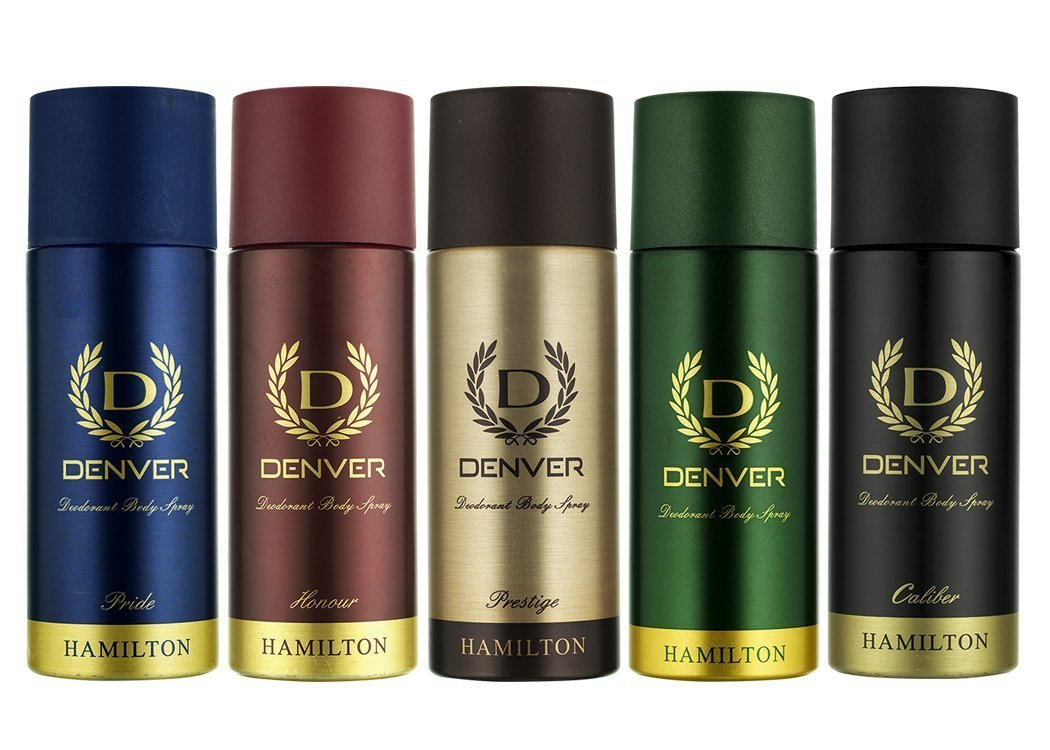 D
DENVER
Deodorant Body Spray
Pride
HAMILTON
D
DENVER
Deodorant Body Spray
Honour
HAMILTON
D
DENVER
Deodorant Body Spray
Prestige
HAMILTON
D
DENVER
Deodorant Body Spray
HAMILTON
D
DENVER
Deodorant Body Spray
Caliber
HAMILTON